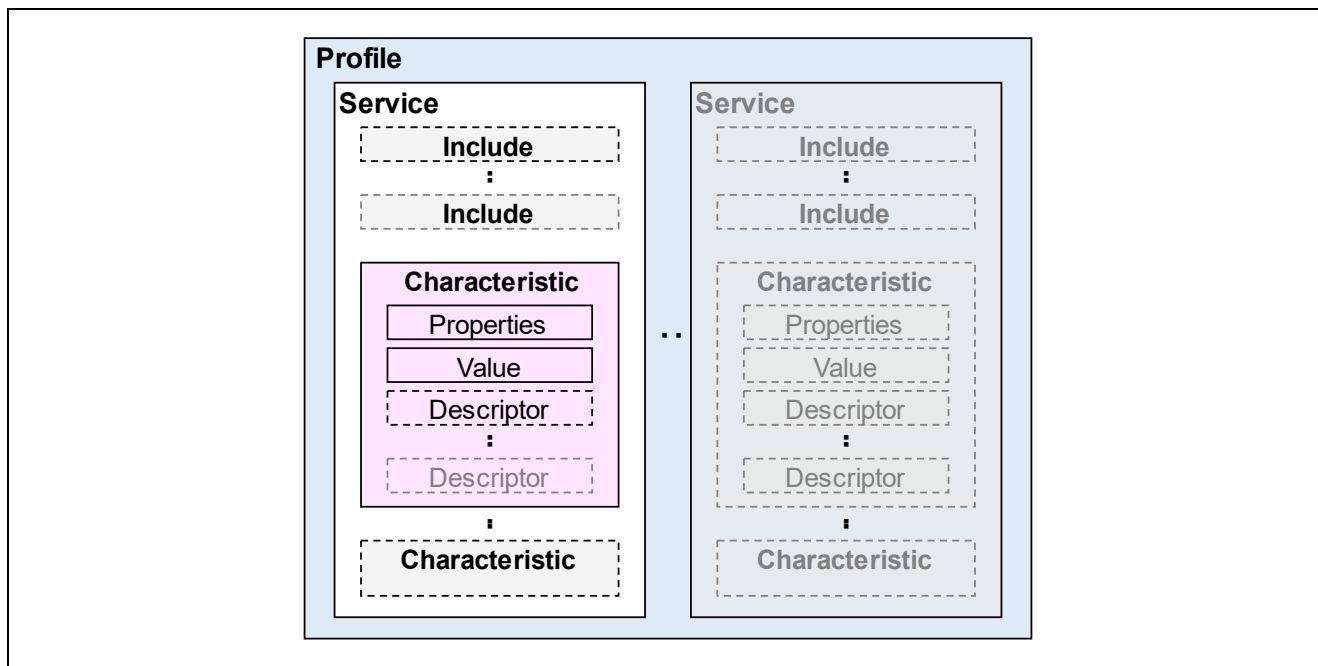 Profile
Service
Include
:
Include
Characteristic
Properties
Value
Descriptor
:
Descriptor
:
Characteristic
..
Service
Include
:
Include
Characteristic
Properties
Value
Descriptor
:
Descriptor
:
Characteristic